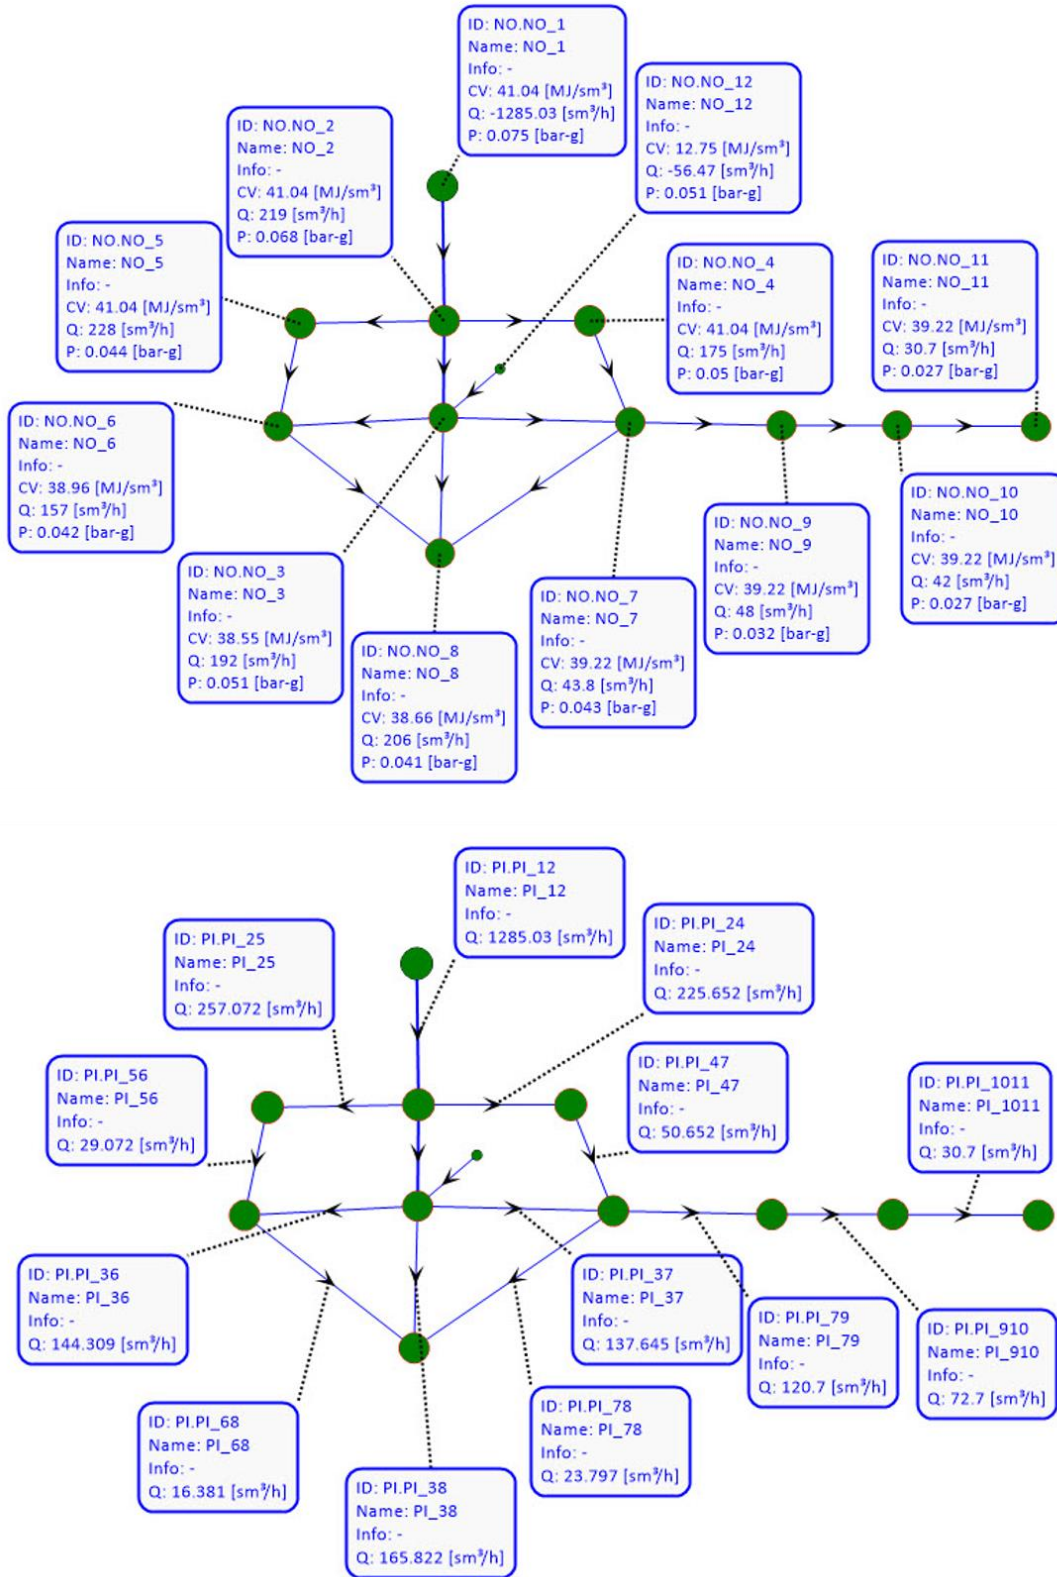 ID: NO.NO_1
Name: NO_1
Info: -
CV: 41.04 [MJ/sm³]
Q: -1285.03 [sm³/h]
P: 0.075 [bar-g]
ID: NO.NO_12
Name: NO_12
Info: -
CV: 12.75 [MJ/sm³]
Q: -56.47 [sm³/h]
P: 0.051 [bar-g]
ID: NO.NO_2
Name: NO_2
Info: -
CV: 41.04 [MJ/sm³]
Q: 219 [sm³/h]
P: 0.068 [bar-g]
ID: NO.NO_5
Name: NO_5
Info: -
CV: 41.04 [MJ/sm³]
Q: 228 [sm³/h]
P: 0.044 [bar-g]
ID: NO.NO_4
Name: NO_4
Info: -
CV: 41.04 [MJ/sm³]
Q: 175 [sm³/h]
P: 0.05 [bar-g]
ID: NO.NO_11
Name: NO_11
Info: -
CV: 39.22 [MJ/sm³]
Q: 30.7 [sm³/h]
P: 0.027 [bar-g]
ID: NO.NO_6
Name: NO_6
Info: -
CV: 38.96 [MJ/sm³]
Q: 157 [sm³/h]
P: 0.042 [bar-g]
ID: NO.NO_3
Name: NO_3
Info: -
CV: 38.55 [MJ/sm³]
Q: 192 [sm³/h]
P: 0.051 [bar-g]
ID: NO.NO_8
Name: NO_8
Info: -
CV: 38.66 [MJ/sm³]
Q: 206 [sm³/h]
P: 0.041 [bar-g]
ID: NO.NO_7
Name: NO_7
Info: -
CV: 39.22 [MJ/sm³]
Q: 43.8 [sm³/h]
P: 0.043 [bar-g]
ID: NO.NO_9
Name: NO_9
Info: -
CV: 39.22 [MJ/sm³]
Q: 48 [sm³/h]
P: 0.032 [bar-g]
ID: NO.NO_10
Name: NO_10
Info: -
CV: 39.22 [MJ/sm³]
Q: 42 [sm³/h]
P: 0.027 [bar-g]
ID: PI.PI_12
Name: PI_12
Info: -
Q: 1285.03 [sm³/h]
ID: PI.PI_25
Name: PI_25
Info: -
Q: 257.072 [sm³/h]
ID: PI.PI_24
Name: PI_24
Info: -
Q: 225.652 [sm³/h]
ID: PI.PI_56
Name: PI_56
Info: -
Q: 29.072 [sm³/h]
ID: PI.PI_47
Name: PI_47
Info: -
Q: 50.652 [sm³/h]
ID: PI.PI_1011
Name: PI_1011
Info: -
Q: 30.7 [sm³/h]
ID: PI.PI_36
Name: PI_36
Info: -
Q: 144.309 [sm³/h]
ID: PI.PI_37
Name: PI_37
Info: -
Q: 137.645 [sm³/h]
ID: PI.PI_79
Name: PI_79
Info: -
Q: 120.7 [sm³/h]
ID: PI.PI_910
Name: PI_910
Info: -
Q: 72.7 [sm³/h]
ID: PI.PI_68
Name: PI_68
Info: -
Q: 16.381 [sm³/h]
ID: PI.PI_38
Name: PI_38
Info: -
Q: 165.822 [sm³/h]
ID: PI.PI_78
Name: PI_78
Info: -
Q: 23.797 [sm³/h]